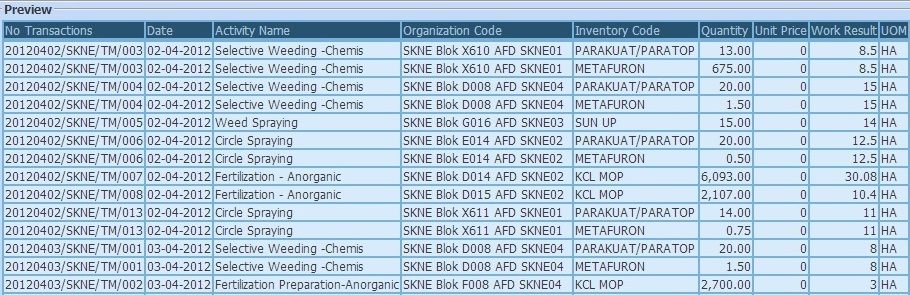 Preview
No Transactions Date Activity Name Organization Code Inventory Code Quantity Unit Price Work Result UOM
20120402/SKNE/TM/003 02-04-2012 Selective Weeding -Chemis SKNE Blok X610 AFD SKNE01 PARAKUAT/PARATOP 13.00 0 8.5 HA
20120402/SKNE/TM/003 02-04-2012 Selective Weeding -Chemis SKNE Blok X610 AFD SKNE01 METAFURON 675.00 0 8.5 HA
20120402/SKNE/TM/004 02-04-2012 Selective Weeding -Chemis SKNE Blok D008 AFD SKNE04 PARAKUAT/PARATOP 20.00 0 15 HA
20120402/SKNE/TM/004 02-04-2012 Selective Weeding -Chemis SKNE Blok D008 AFD SKNE04 METAFURON 1.50 0 15 HA
20120402/SKNE/TM/005 02-04-2012 Weed Spraying SKNE Blok G016 AFD SKNE03 SUN UP 15.00 0 14 HA
20120402/SKNE/TM/006 02-04-2012 Circle Spraying SKNE Blok E014 AFD SKNE02 PARAKUAT/PARATOP 20.00 0 12.5 HA
20120402/SKNE/TM/006 02-04-2012 Circle Spraying SKNE Blok E014 AFD SKNE02 METAFURON 0.50 0 12.5 HA
20120402/SKNE/TM/007 02-04-2012 Fertilization - Anorganic SKNE Blok D014 AFD SKNE02 KCL MOP 6,093.00 0 30.08 HA
20120402/SKNE/TM/008 02-04-2012 Fertilization - Anorganic SKNE Blok D015 AFD SKNE02 KCL MOP 2,107.00 0 10.4 HA
20120402/SKNE/TM/013 02-04-2012 Circle Spraying SKNE Blok X611 AFD SKNE01 PARAKUAT/PARATOP 14.00 0 11 HA
20120402/SKNE/TM/013 02-04-2012 Circle Spraying SKNE Blok X611 AFD SKNE01 METAFURON 0.75 0 11 HA
20120403/SKNE/TM/001 03-04-2012 Selective Weeding -Chemis SKNE Blok D008 AFD SKNE04 PARAKUAT/PARATOP 20.00 0 8 HA
20120403/SKNE/TM/001 03-04-2012 Selective Weeding -Chemis SKNE Blok D008 AFD SKNE04 METAFURON 1.50 0 8 HA
20120403/SKNE/TM/002 03-04-2012 Fertilization Preparation-Anorganic SKNE Blok F008 AFD SKNE04 KCL MOP 2,700.00 0 3 HA